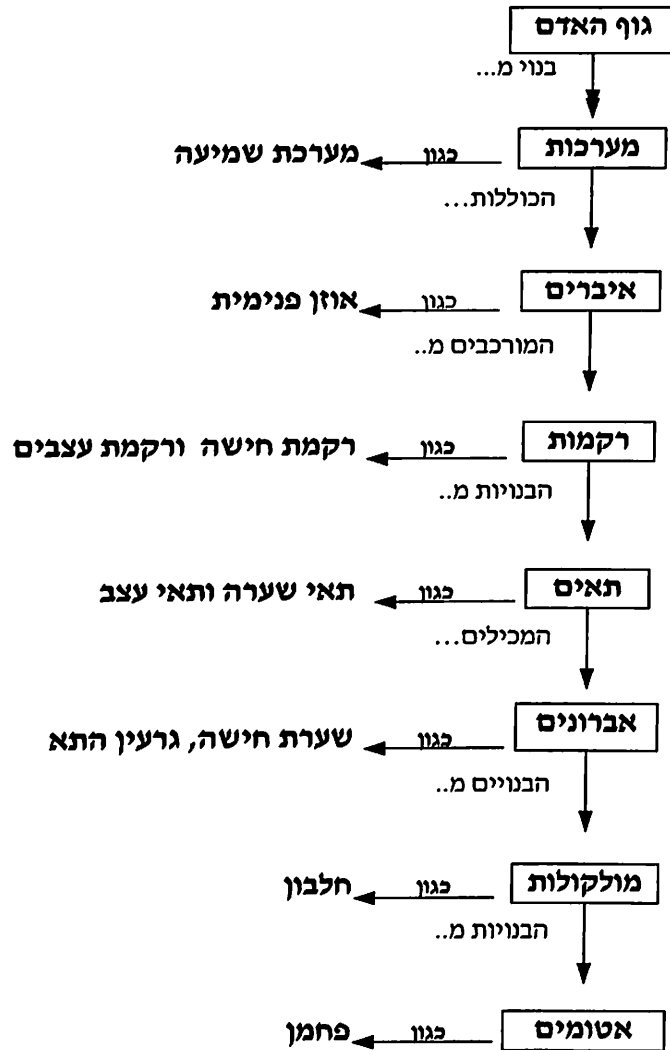 גוף האדם
בנוי מ...
מערכות כגון מערכת שמיעה
הכוללות...
איברים כגון אוזן פנימית
המורכבים מ..
רקמות כגון רקמת חישה ורקמת עצבים
הבנויות מ..
תאים כגון תאי שערה ותאי עצב
המכילים...
אברונים כגון שערת חישה, גרעין התא
הבנויים מ..
מולקולות כגון חלבון
הבנויות מ..
אטומים כגון פחמן